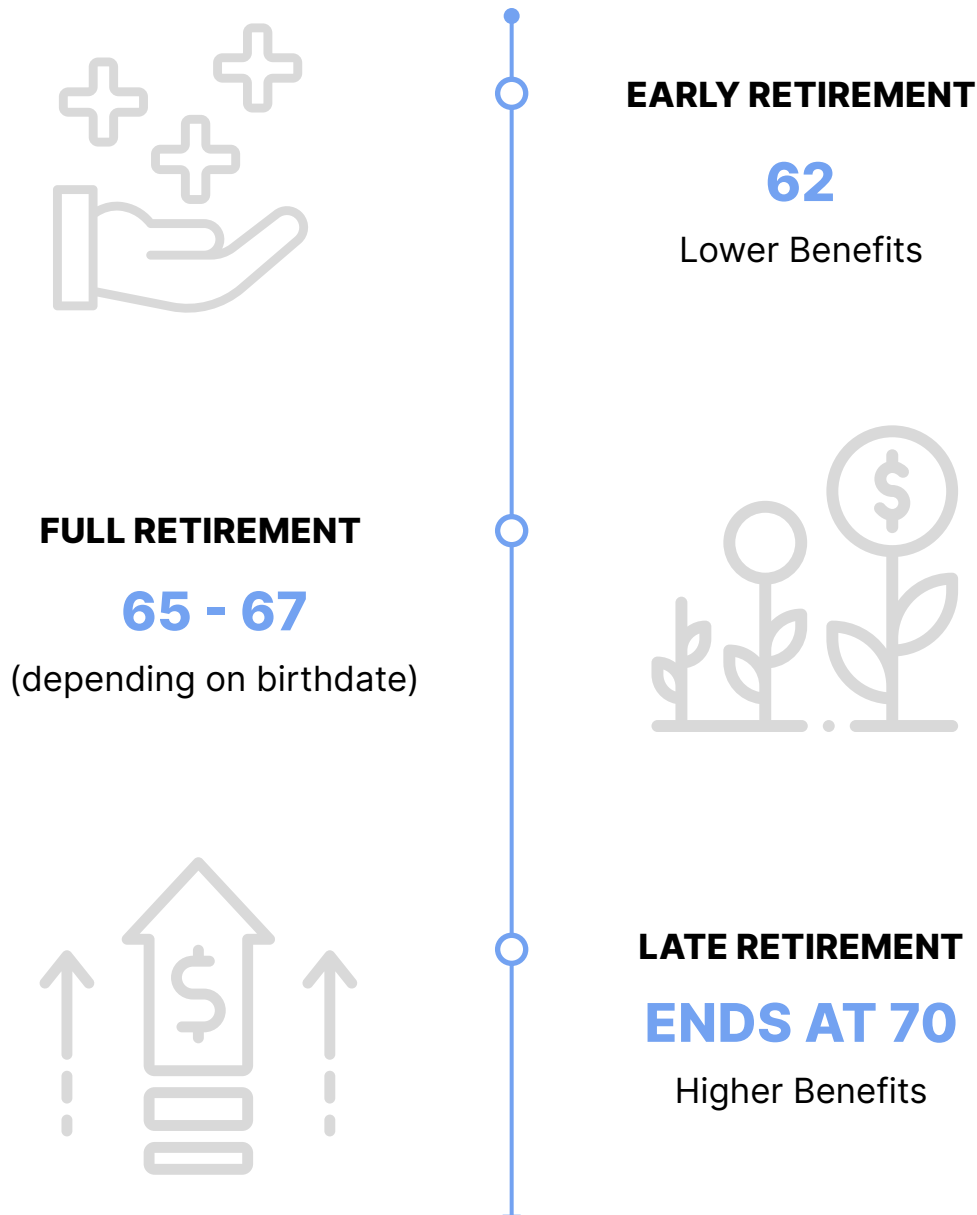 EARLY RETIREMENT
62
Lower Benefits
FULL RETIREMENT
65 - 67
(depending on birthdate)
$
$
LATE RETIREMENT
ENDS AT 70
Higher Benefits